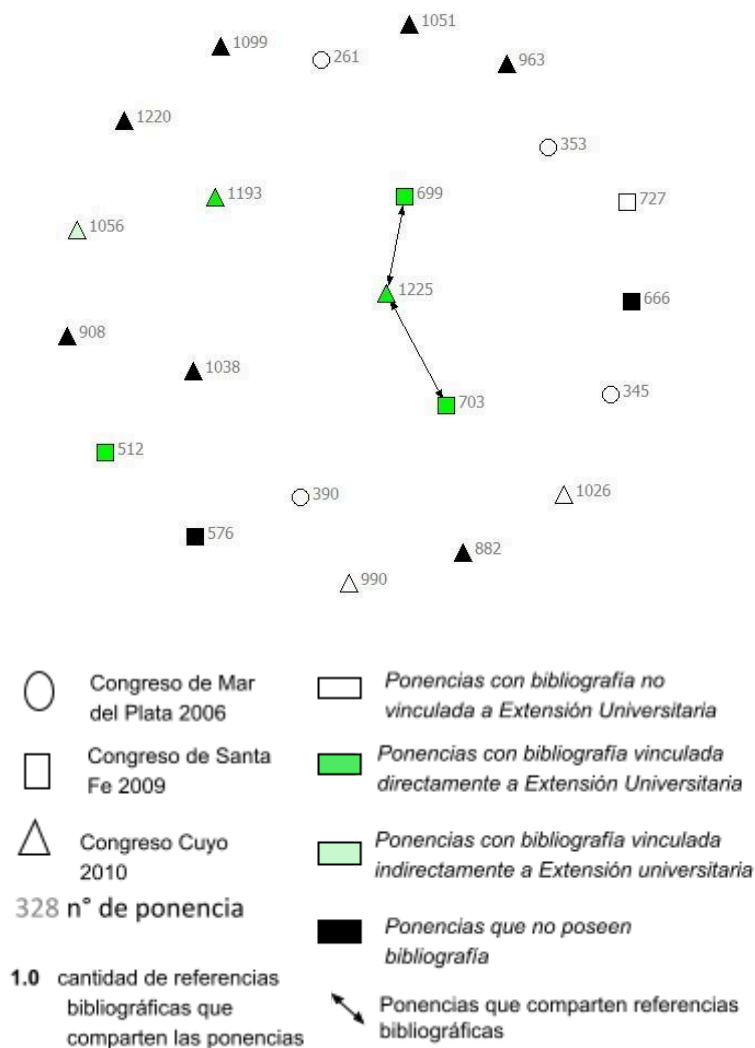 1051
1099
261
963
1220
353
1193
699
727
1056
1225
666
908
1038
345
703
512
390
1026
576
882
990
Congreso de Mar
del Plata 2006
Ponencias con bibliografía no
vinculada a Extensión Universitaria
Congreso de Santa
Fe 2009
Ponencias con bibliografía vinculada
directamente a Extensión Universitaria
Congreso Cuyo
2010
Ponencias con bibliografía vinculada
indirectamente a Extensión universitaria
328 n° de ponencia
Ponencias que no poseen
bibliografía
1.0 cantidad de referencias
bibliográficas que
comparten las ponencias
Ponencias que comparten referencias
bibliográficas